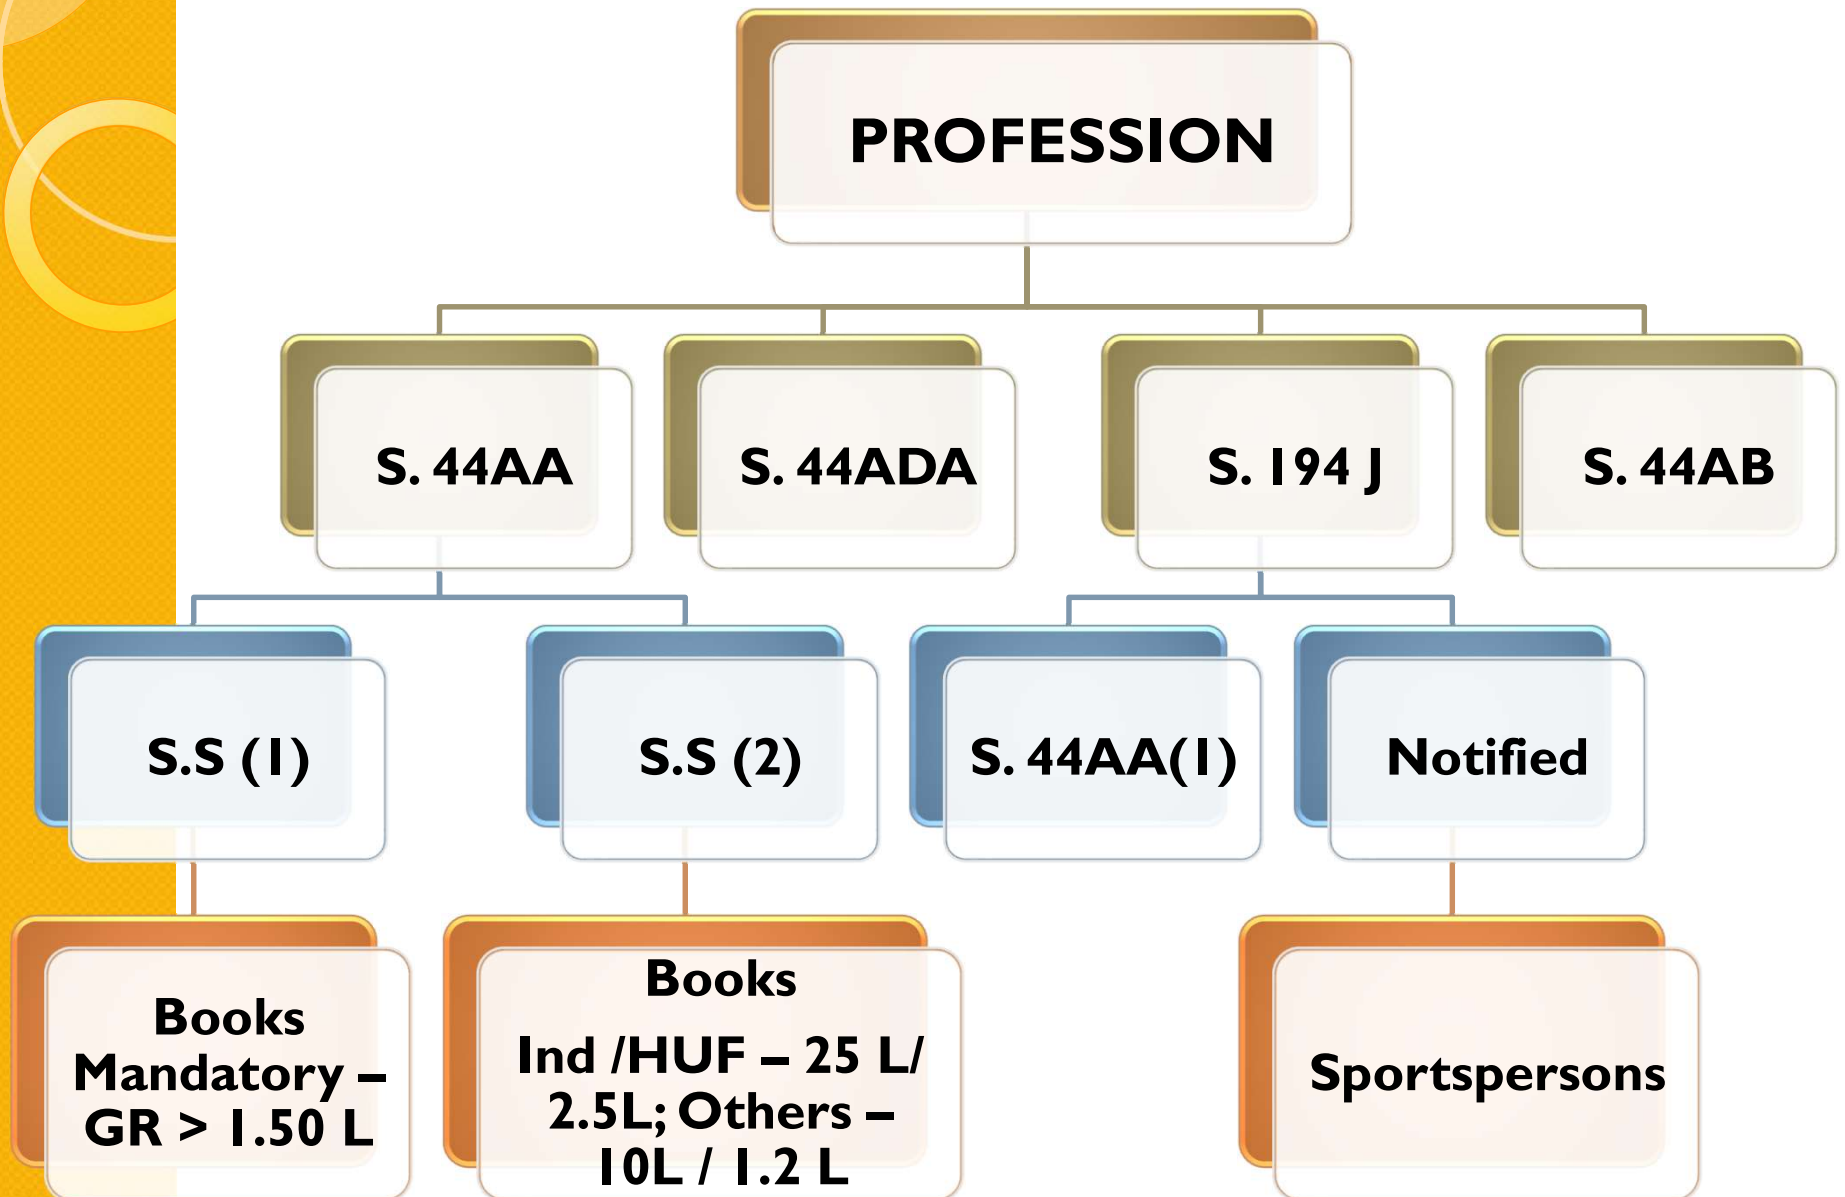 PROFESSION
S. 44AA
S. 44ADA
S. 194 J
S. 44AB
S.S (1)
S.S (2)
S. 44AA(1)
Notified
Books
Mandatory –
GR > 1.50 L
Books
Ind /HUF – 25 L/
2.5L; Others –
10L / 1.2 L
Sportspersons